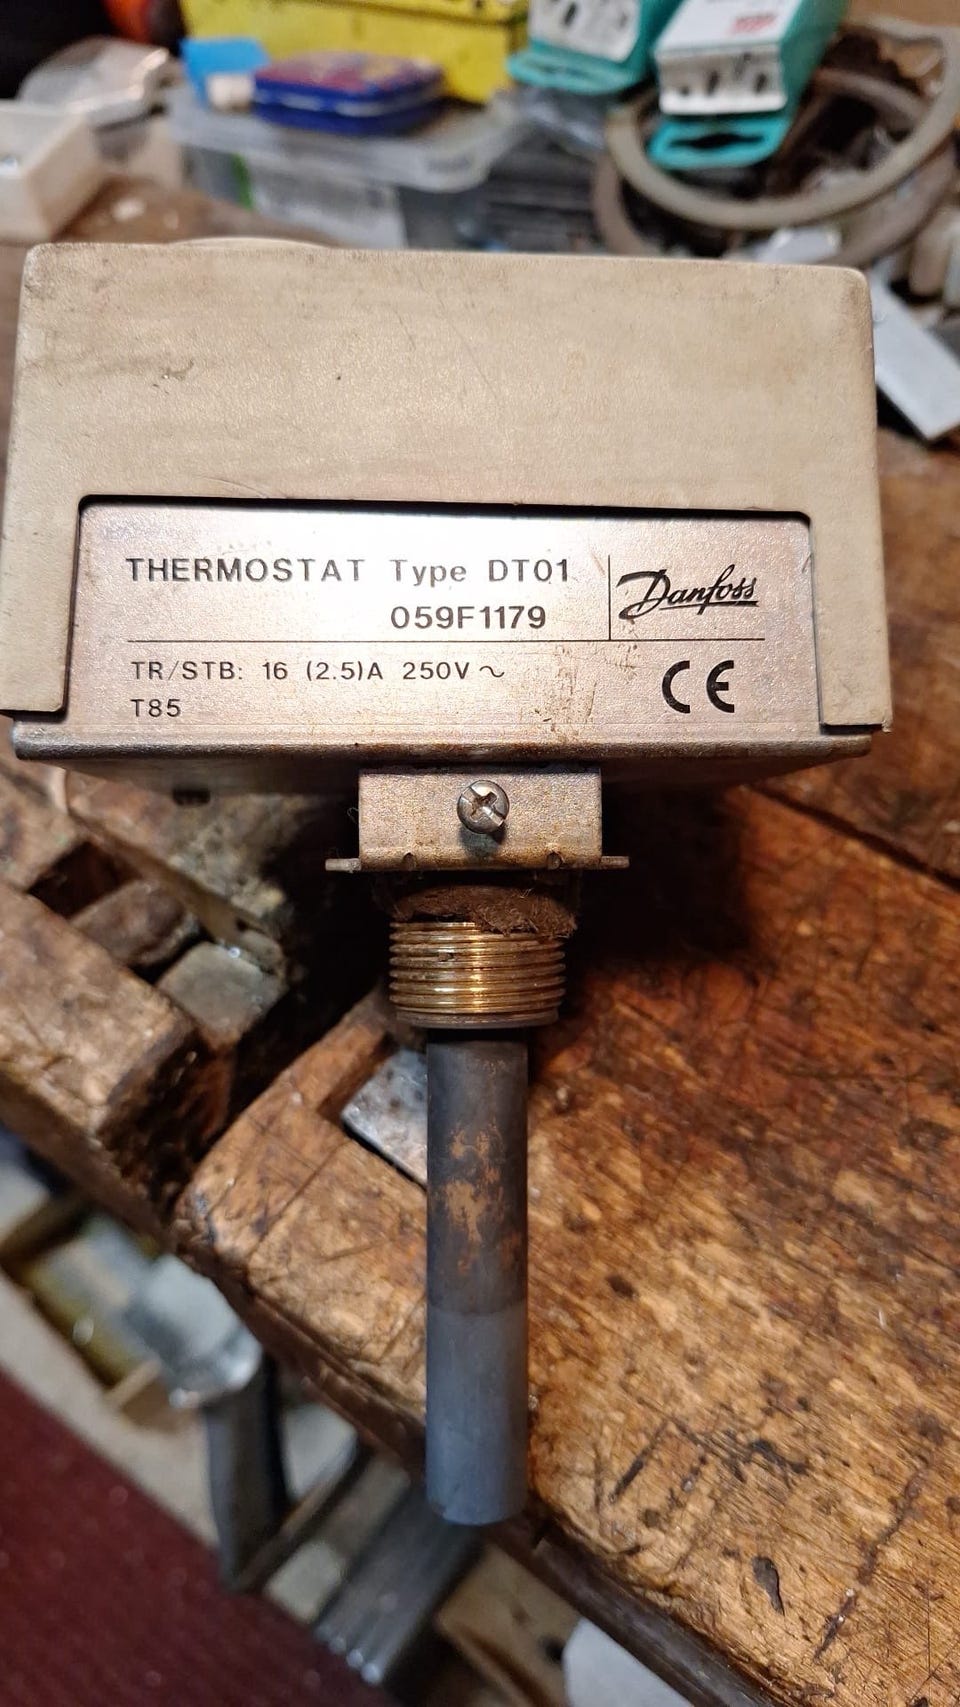 THERMOSTAT Type DT01
059F1179
Danfoss
TR/STB: 16 (2.5)A 250V ~
T85
CE